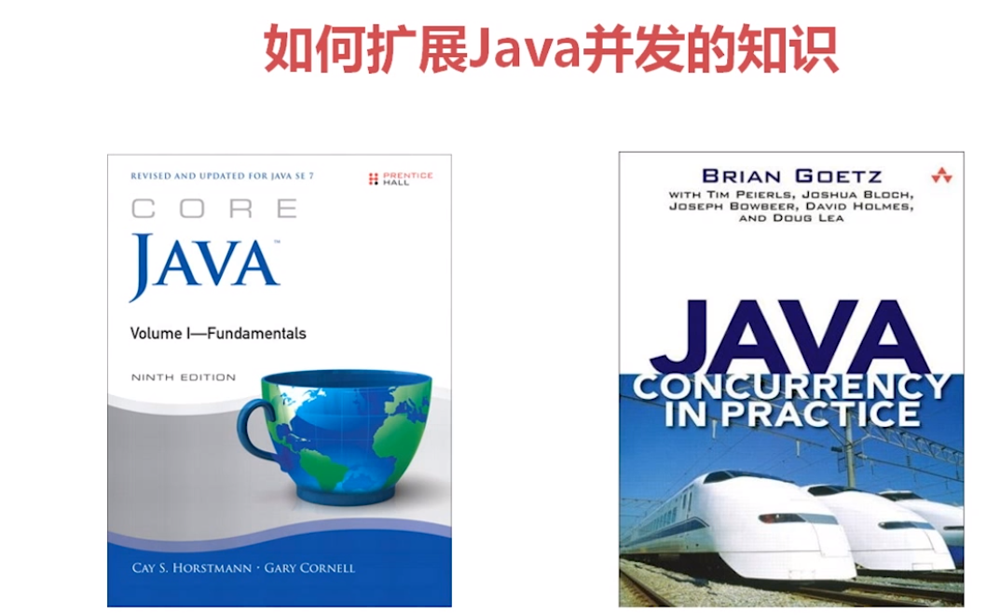 如何扩展Java并发的知识
REVISED AND UPDATED FOR JAVA SE 7
PRENTICE
HALL
CORE
JAVA™
Volume I—Fundamentals
NINTH EDITION
CAY S. HORSTMANN · GARY CORNELL
BRIAN GOETZ
WITH TIM PEIERLS, JOSHUA BLOCH,
JOSEPH BOWBEER, DAVID HOLMES,
AND DOUG LEA
JAVA
CONCURRENCY
IN PRACTICE